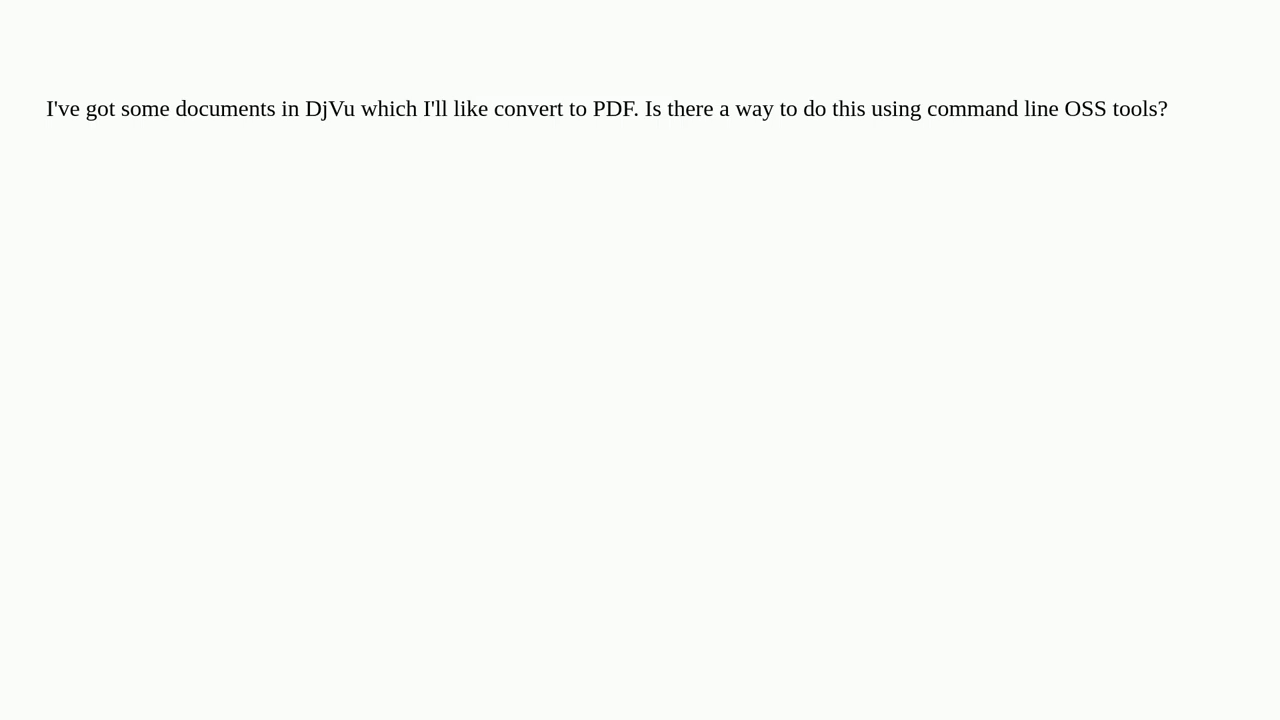 I've got some documents in DjVu which I'll like convert to PDF. Is there a way to do this using command line OSS tools?